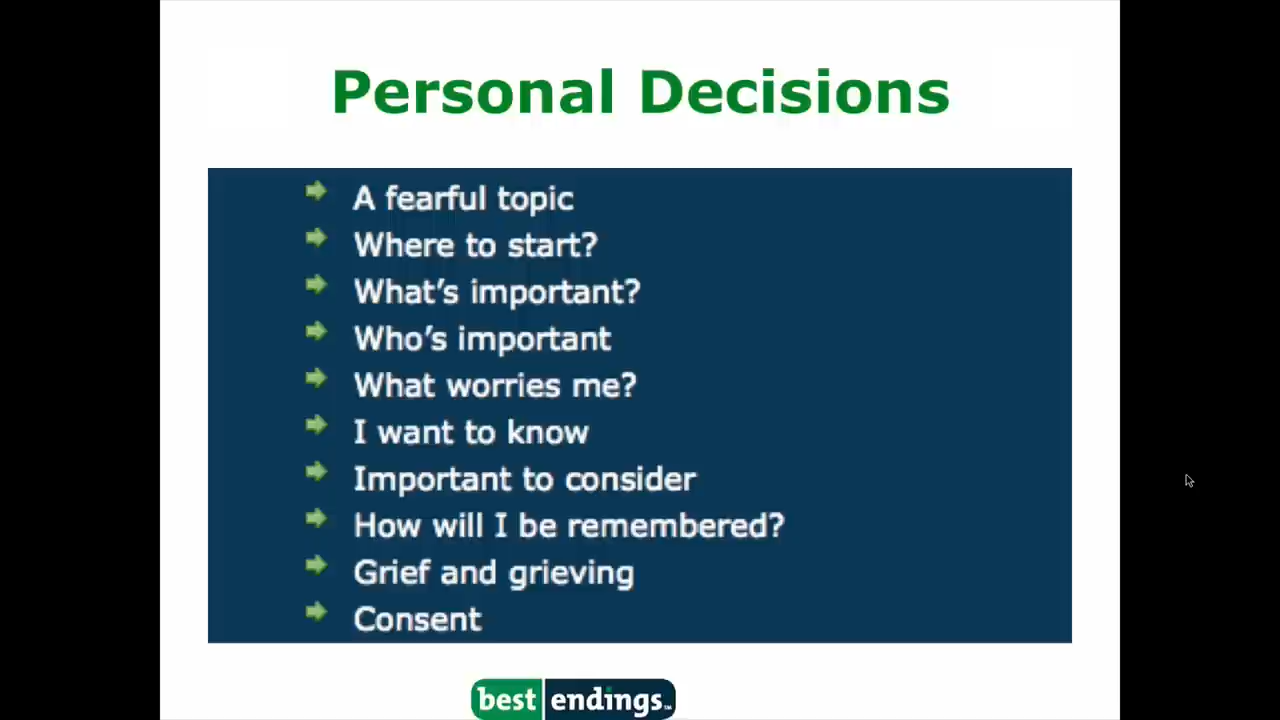 Personal Decisions
A fearful topic
Where to start?
What’s important?
Who’s important
What worries me?
I want to know
Important to consider
How will I be remembered?
Grief and grieving
Consent
best endings